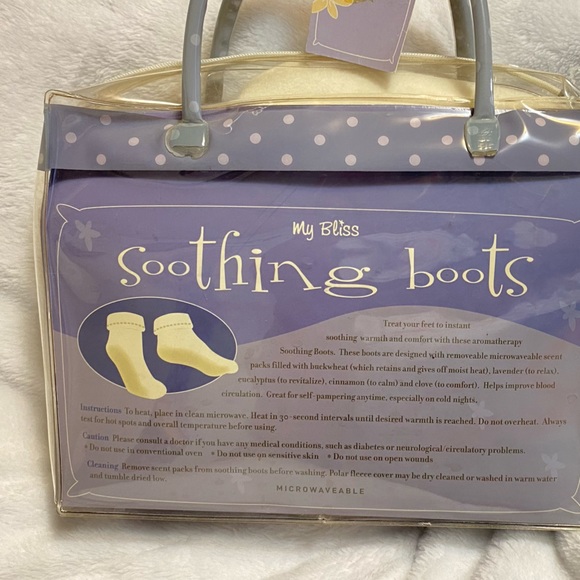 My Bliss
soothing boots
Treat your feet to instant
soothing warmth and comfort with these aromatherapy
Soothing Boots. These boots are designed with removable microwaveable scent
packs filled with buckwheat (which retains and gives off moist heat), lavender (to relax),
eucalyptus (to revitalize), cinnamon (to calm) and clove (to comfort). Helps improve blood
circulation. Great for self-pampering anytime, especially on cold nights.
Instructions To heat, place in clean microwave. Heat in 30-second intervals until desired warmth is reached. Do not overheat. Always
test for hot spots and overall temperature before using.
Caution Please consult a doctor if you have any medical conditions, such as diabetes or neurological/circulatory problems.
• Do not use in conventional oven • Do not use on sensitive skin • Do not use on open wounds
Cleaning Remove scent packs from soothing boots before washing. Polar fleece cover may be dry cleaned or washed in warm water
and tumble dried low.
MICROWAVEABLE